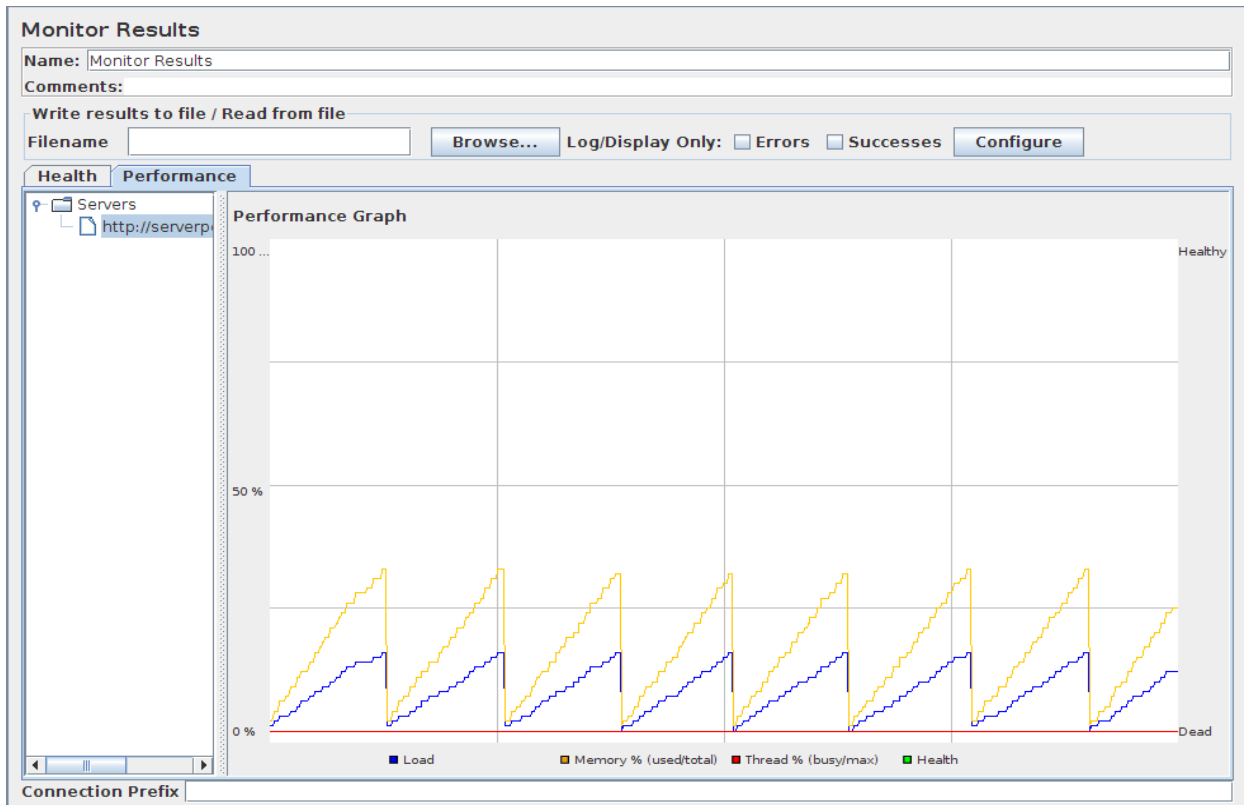 Monitor Results
Name: Monitor Results
Comments:
Write results to file / Read from file
Filename Browse... Log/Display Only: Errors Successes Configure
Health Performance
Servers
http://serverp
Performance Graph
100 ... Healthy
50 %
0 % Dead
Load Memory % (used/total) Thread % (busy/max) Health
Connection Prefix